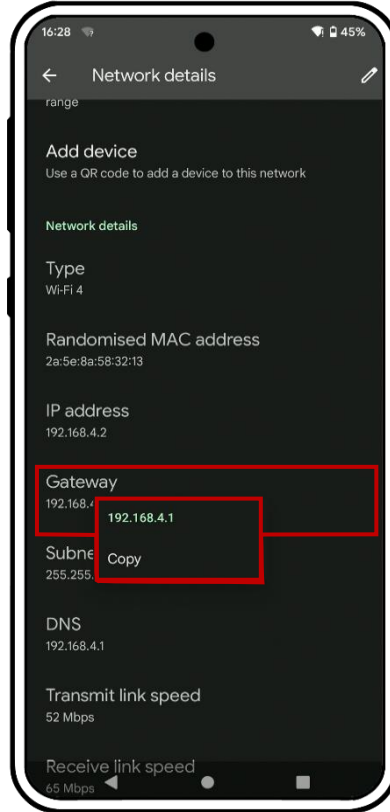 16:28
45%
Network details
range
Add device
Use a QR code to add a device to this network
Network details
Type
Wi-Fi 4
Randomised MAC address
2a:5e:8a:58:32:13
IP address
192.168.4.2
Gateway
192.168.4
192.168.4.1
Copy
Subne
255.255.
DNS
192.168.4.1
Transmit link speed
52 Mbps
Receive link speed
65 Mbps